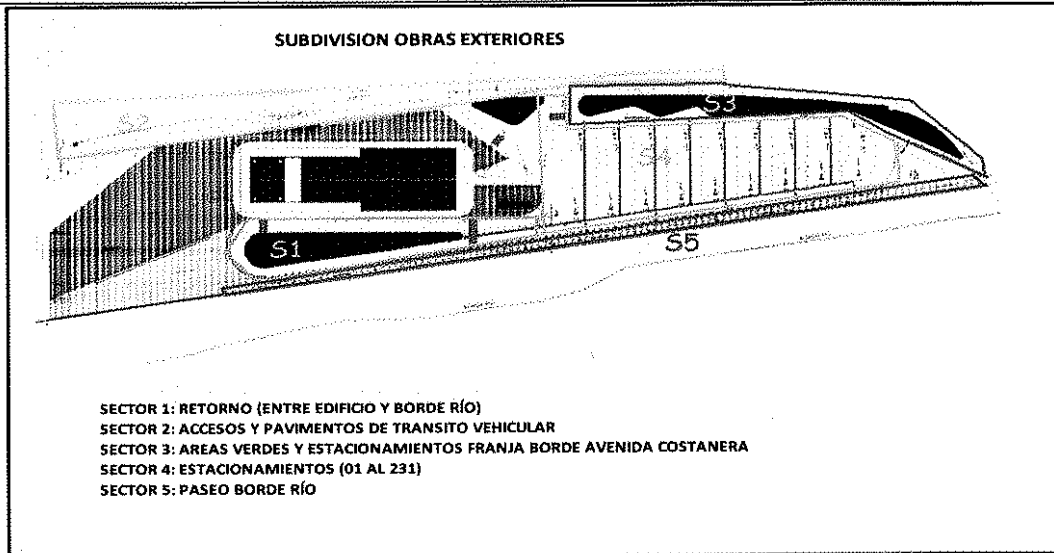 SUBDIVISION OBRAS EXTERIORES
S2
S3
S4
S1
S5
SECTOR 1: RETORNO (ENTRE EDIFICIO Y BORDE RÍO)
SECTOR 2: ACCESOS Y PAVIMENTOS DE TRANSITO VEHICULAR
SECTOR 3: AREAS VERDES Y ESTACIONAMIENTOS FRANJA BORDE AVENIDA COSTANERA
SECTOR 4: ESTACIONAMIENTOS (01 AL 231)
SECTOR 5: PASEO BORDE RÍO